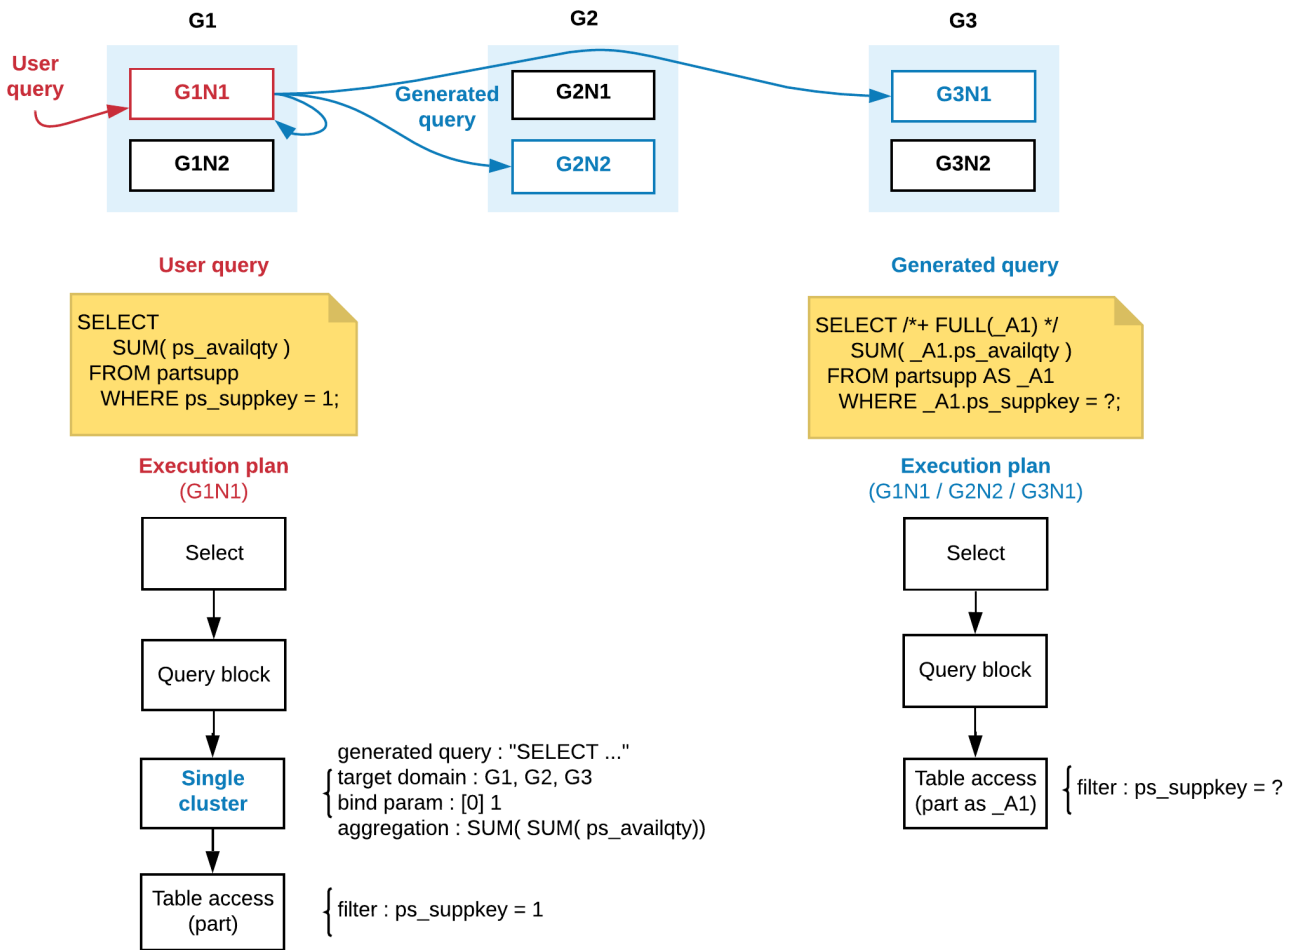 G1
G2
G3
User
query
G1N1
G1N2
Generated
query
G2N1
G2N2
G3N1
G3N2
User query
SELECT
SUM( ps_availqty )
FROM partsupp
WHERE ps_suppkey = 1;
Generated query
SELECT /*+ FULL(_A1) */
SUM( _A1.ps_availqty )
FROM partsupp AS _A1
WHERE _A1.ps_suppkey = ?;
Execution plan
(G1N1)
Select
Query block
Single
cluster
generated query : "SELECT ..."
target domain : G1, G2, G3
bind param : [0] 1
aggregation : SUM( SUM( ps_availqty))
Table access
(part)
filter : ps_suppkey = 1
Execution plan
(G1N1 / G2N2 / G3N1)
Select
Query block
Table access
(part as _A1)
filter : ps_suppkey = ?